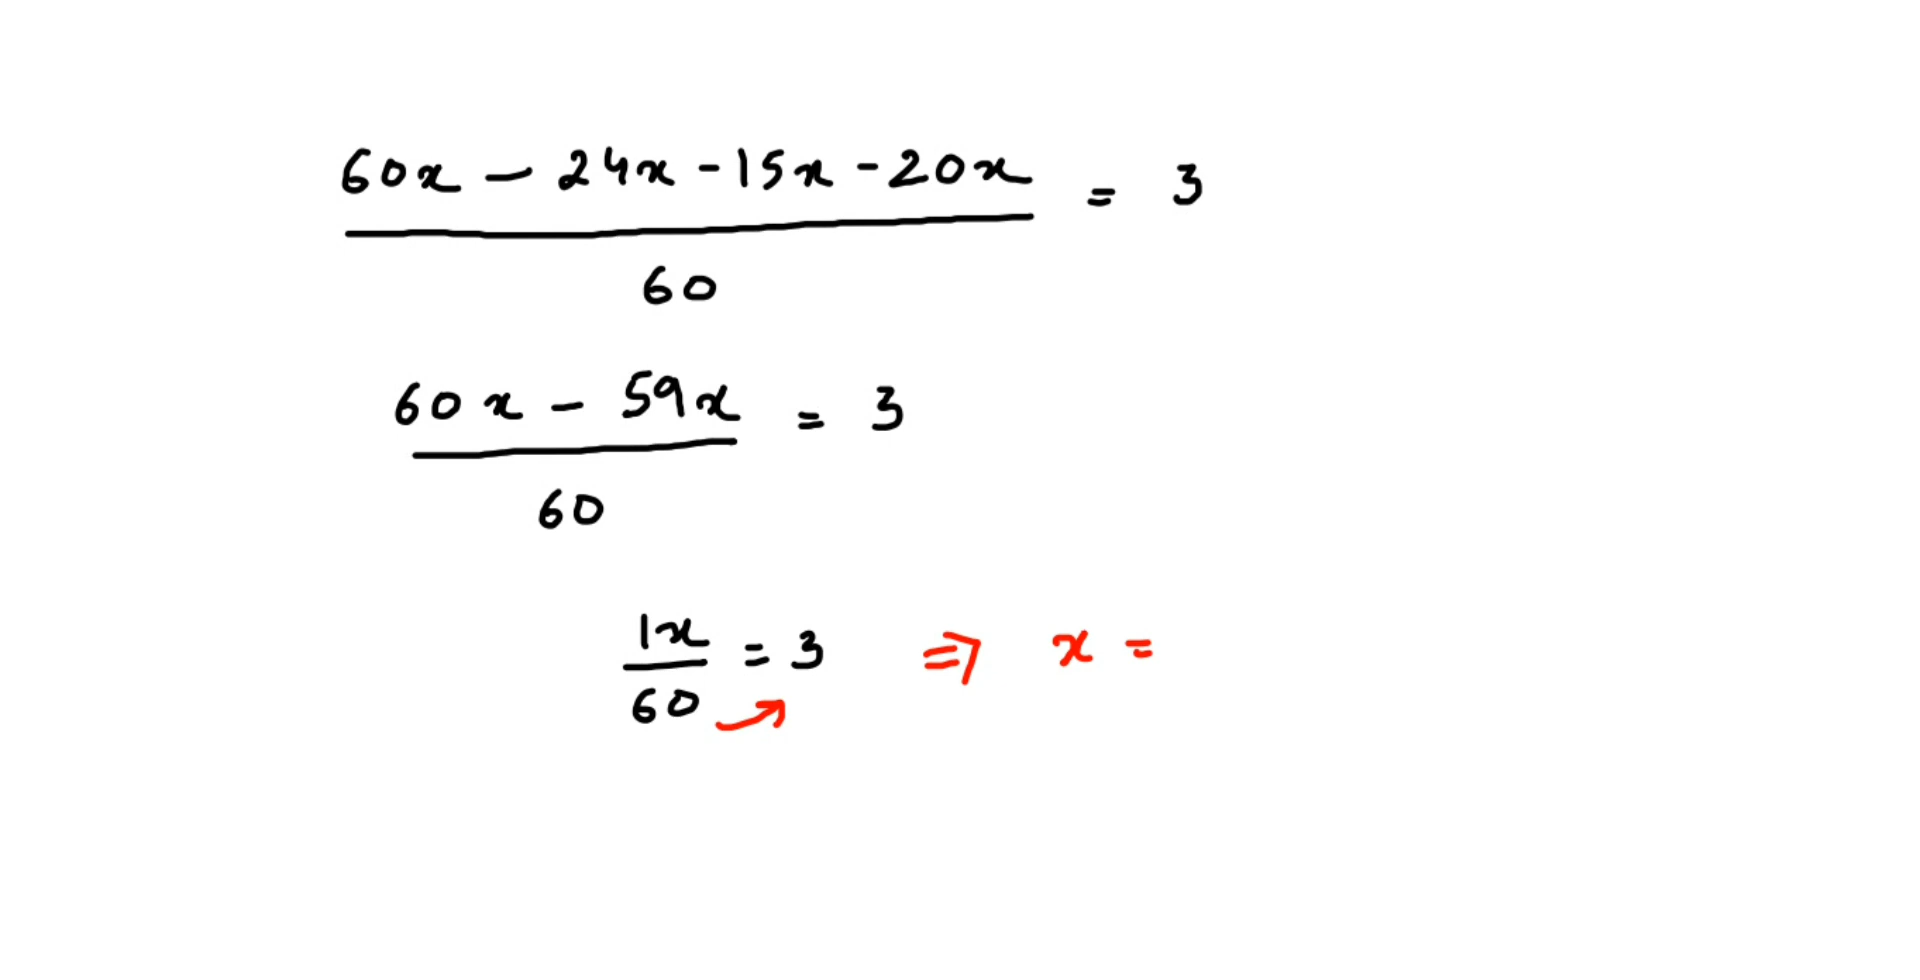 60x - 24x - 15x - 20x = 3
60
60x - 59x = 3
60
1x = 3 ⇒ x =
60